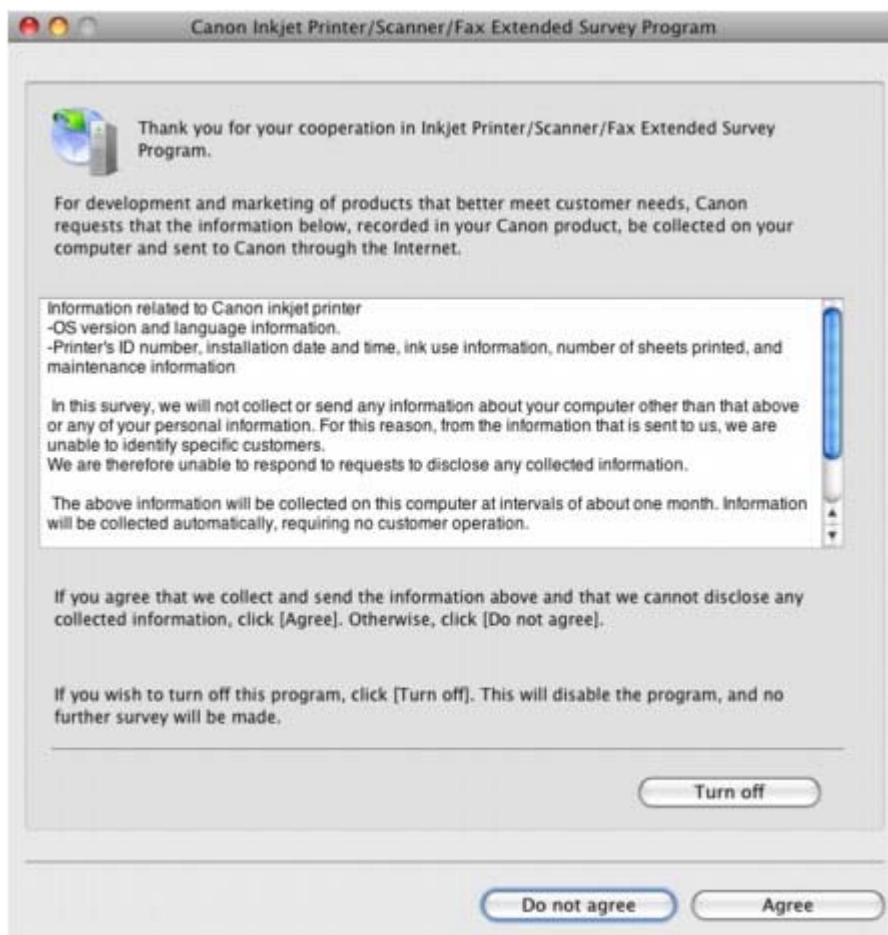 Canon Inkjet Printer/Scanner/Fax Extended Survey Program
Thank you for your cooperation in Inkjet Printer/Scanner/Fax Extended Survey
Program.
For development and marketing of products that better meet customer needs, Canon
requests that the information below, recorded in your Canon product, be collected on your
computer and sent to Canon through the Internet.
Information related to Canon inkjet printer
-OS version and language information.
-Printer's ID number, installation date and time, ink use information, number of sheets printed, and
maintenance information
In this survey, we will not collect or send any information about your computer other than that above
or any of your personal information. For this reason, from the information that is sent to us, we are
unable to identify specific customers.
We are therefore unable to respond to requests to disclose any collected information.
The above information will be collected on this computer at intervals of about one month. Information
will be collected automatically, requiring no customer operation.
If you agree that we collect and send the information above and that we cannot disclose any
collected information, click [Agree]. Otherwise, click [Do not agree].
If you wish to turn off this program, click [Turn off]. This will disable the program, and no
further survey will be made.
Turn off
Do not agree
Agree